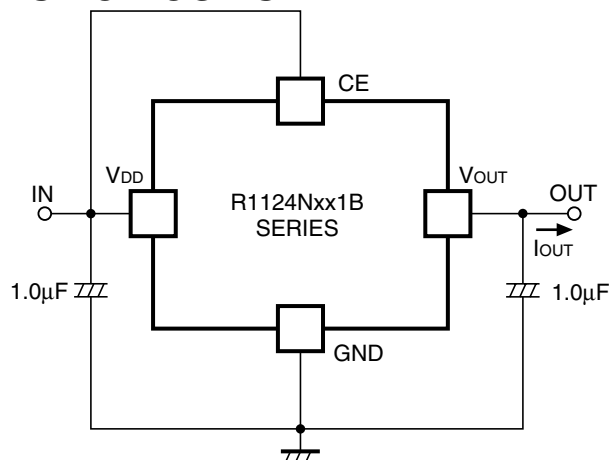 CE
VDD
VOUT
IN
R1124Nxx1B
SERIES
OUT
IOUT
1.0μF
1.0μF
GND